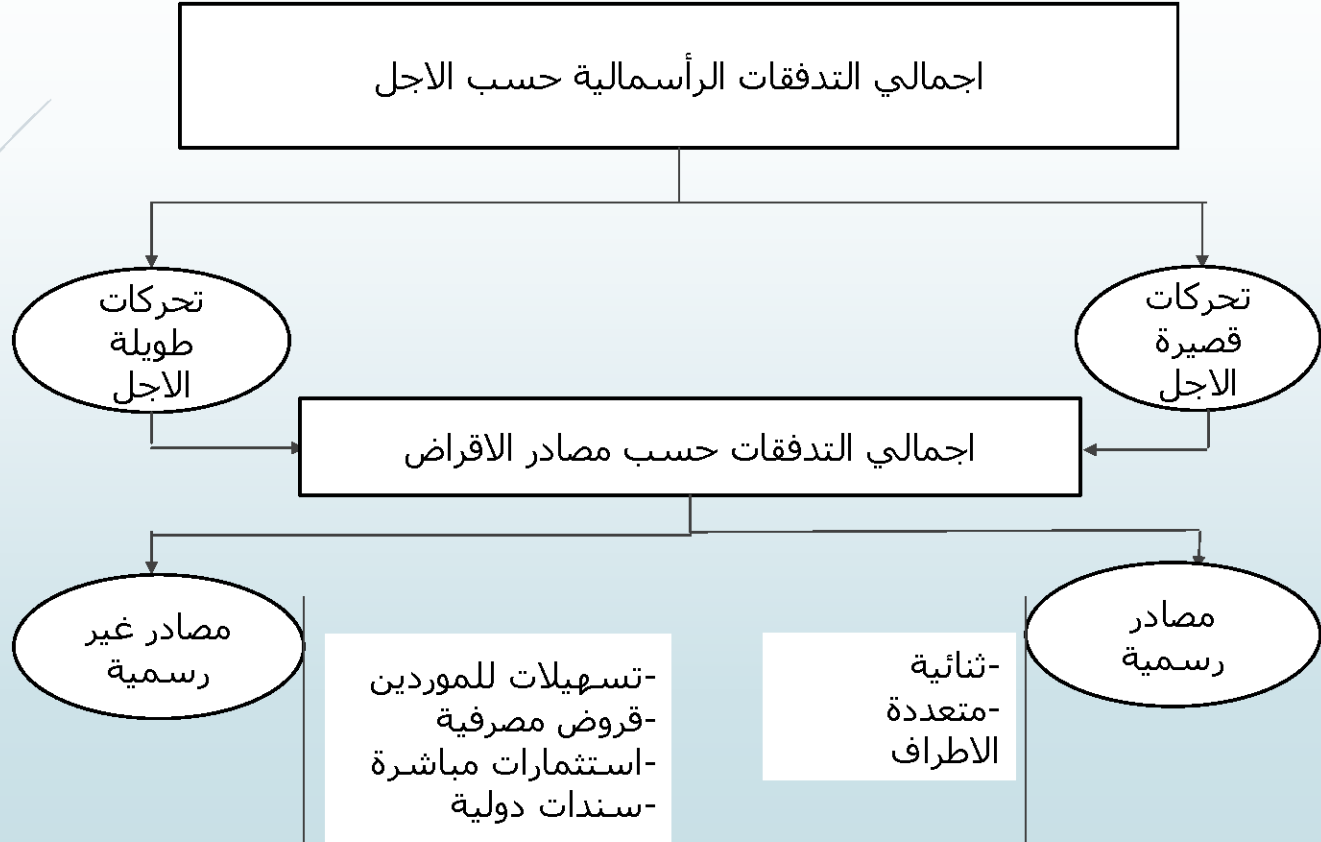 اجمالي التدفقات الرأسمالية حسب الاجل
تحركات
قصيرة
الاجل
تحركات
طويلة
الاجل
اجمالي التدفقات حسب مصادر الاقراض
مصادر
رسمية
-ثنائية
-متعددة
الاطراف
مصادر غير
رسمية
-تسهيلات للموردين
-قروض مصرفية
-استثمارات مباشرة
-سندات دولية